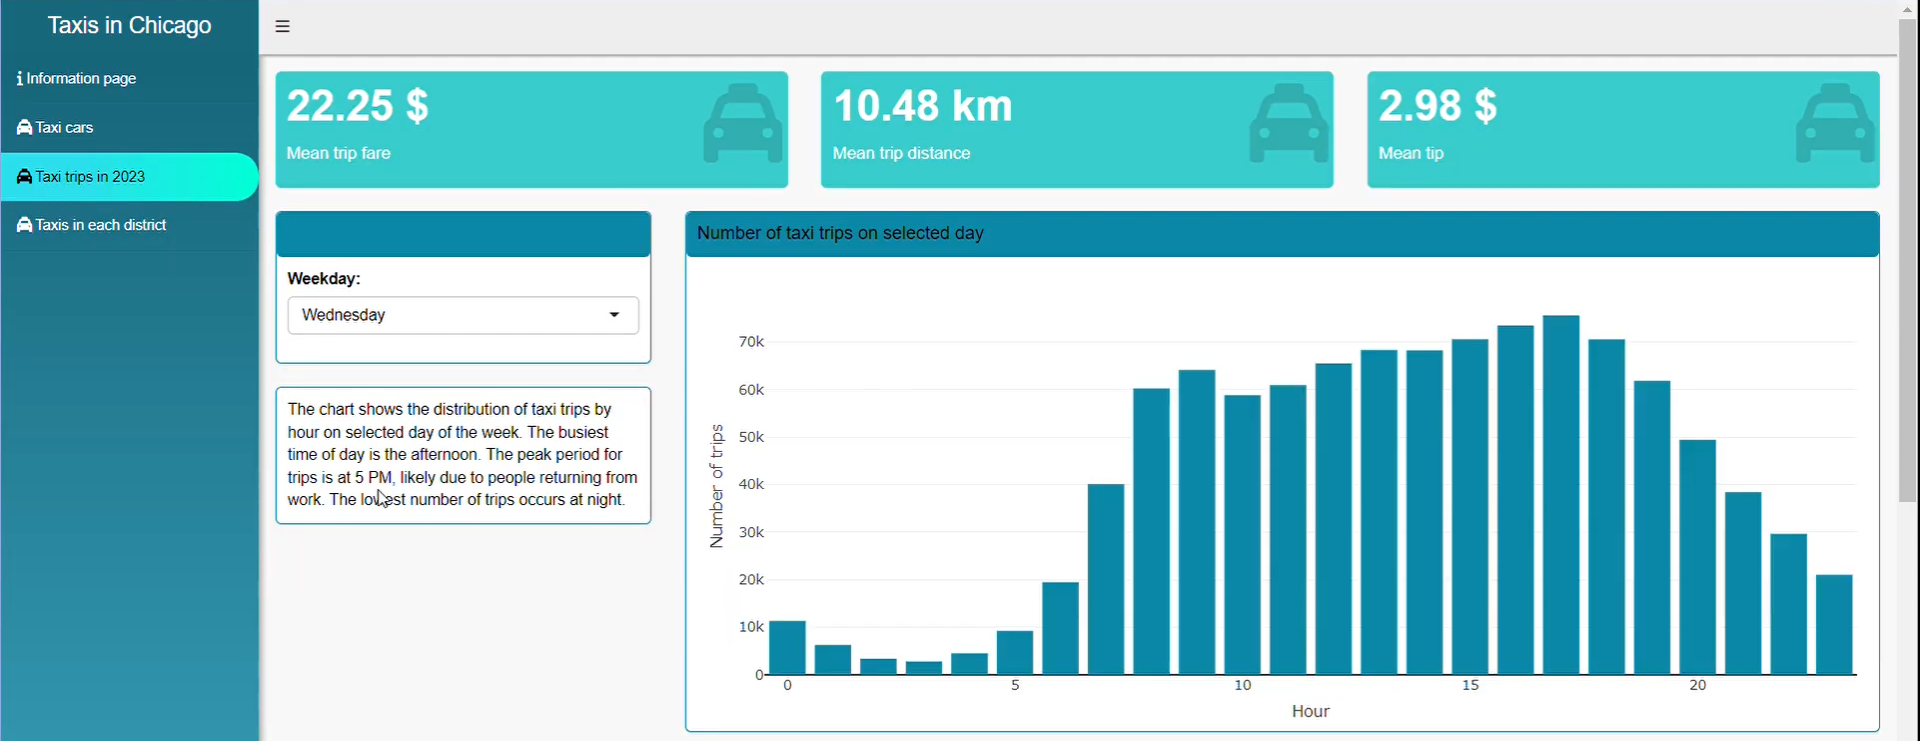 Taxis in Chicago
Information page
Taxi cars
Taxi trips in 2023
Taxis in each district
22.25 $
Mean trip fare
10.48 km
Mean trip distance
2.98 $
Mean tip
Weekday:
Wednesday
The chart shows the distribution of taxi trips by
hour on selected day of the week. The busiest
time of day is the afternoon. The peak period for
trips is at 5 PM, likely due to people returning from
work. The lowest number of trips occurs at night.
Number of taxi trips on selected day
Number of trips
70k
60k
50k
40k
30k
20k
10k
0
0 5 10 15 20
Hour